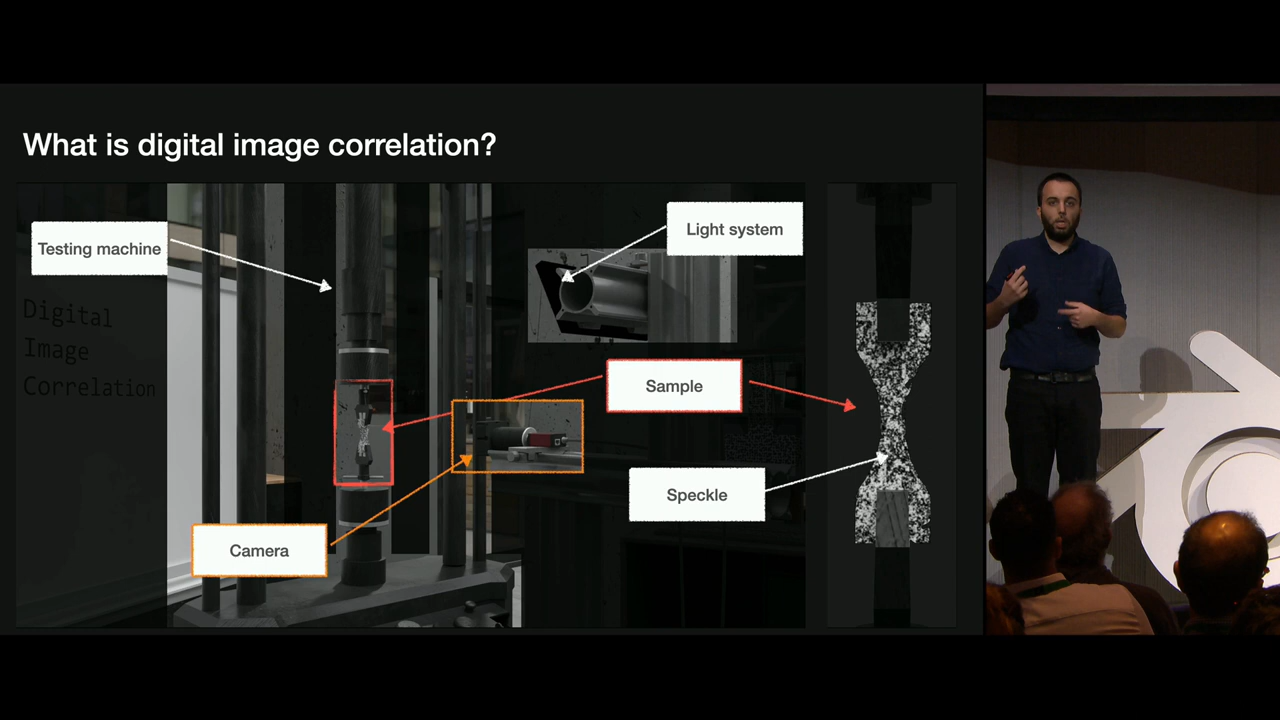 What is digital image correlation?
Testing machine
Light system
Digital
Image
Correlation
Sample
Speckle
Camera